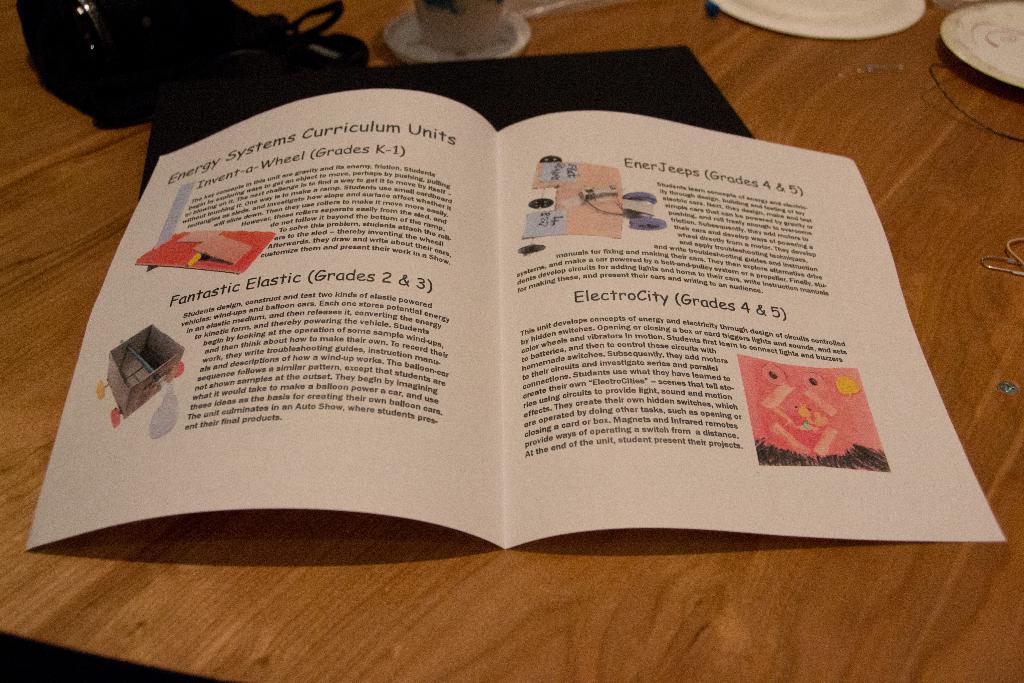 Energy Systems Curriculum Units
Invent-a-Wheel (Grades K-1)
The key concepts in this unit are gravity and its enemy, friction. Students
begin by exploring ways to get an object to move, perhaps by pushing, pulling
or blowing on it. The next challenge is to find a way to get it to move by itself -
without touching it. One way is to make a ramp. Students use small cardboard
rectangles as sleds, and investigate how slope and surface affect whether it
will slide down. Then they use rollers to make it move more easily.
However, those rollers separate easily from the sled, and
do not follow it beyond the bottom of the ramp.
To solve this problem, students attach the roll-
ers to the sled – thereby inventing the wheel!
Afterwards, they draw and write about their cars,
customize them and present their work in a Show.
Fantastic Elastic (Grades 2 & 3)
Students design, construct and test two kinds of elastic powered
vehicles: wind-ups and balloon cars. Each one stores potential energy
in an elastic medium, and then releases it, converting the energy
to kinetic form, and thereby powering the vehicle. Students
begin by looking at the operation of some sample wind-ups,
and then think about how to make their own. To record their
work, they write troubleshooting guides, instruction manu-
als and descriptions of how a wind-up works. The balloon-car
sequence follows a similar pattern, except that students are
not shown samples at the outset. They begin by imagining
what it would take to make a balloon power a car, and use
these ideas as the basis for creating their own balloon cars.
The unit culminates in an Auto Show, where students pres-
ent their final products.
EnerJeeps (Grades 4 & 5)
Students learn concepts of energy and electric-
ity through design, building and testing of toy
electric cars. First, they design, make and test
simple cars that can be powered by gravity or
pushing, and roll freely enough to overcome
friction. Subsequently, they add motors to
their cars and develop ways of powering a
wheel directly from a motor. Students develop
and apply troubleshooting techniques,
and write troubleshooting guides and instruction
manuals for fixing and making their cars. They then explore alternative drive
systems, and make a car powered by a belt-and-pulley system or a propeller. Finally, stu-
dents develop circuits for adding lights and horns to their cars, write instruction manuals
for making these, and present their cars and writing to an audience.
ElectroCity (Grades 4 & 5)
This unit develops concepts of energy and electricity through design of circuits controlled
by hidden switches. Opening or closing a box or card triggers lights and sounds, and sets
color wheels and vibrators in motion. Students first learn to connect lights and buzzers
to batteries, and then to control those circuits with
homemade switches. Subsequently, they add motors
to their circuits and investigate series and parallel
connections. Students use what they have learned to
create their own “ElectroCities” – scenes that tell sto-
ries using circuits to provide light, sound and motion
effects. They create their own hidden switches, which
are operated by doing other tasks, such as opening or
closing a card or box. Magnets and infrared remotes
provide ways of operating a switch from a distance.
At the end of the unit, student present their projects.